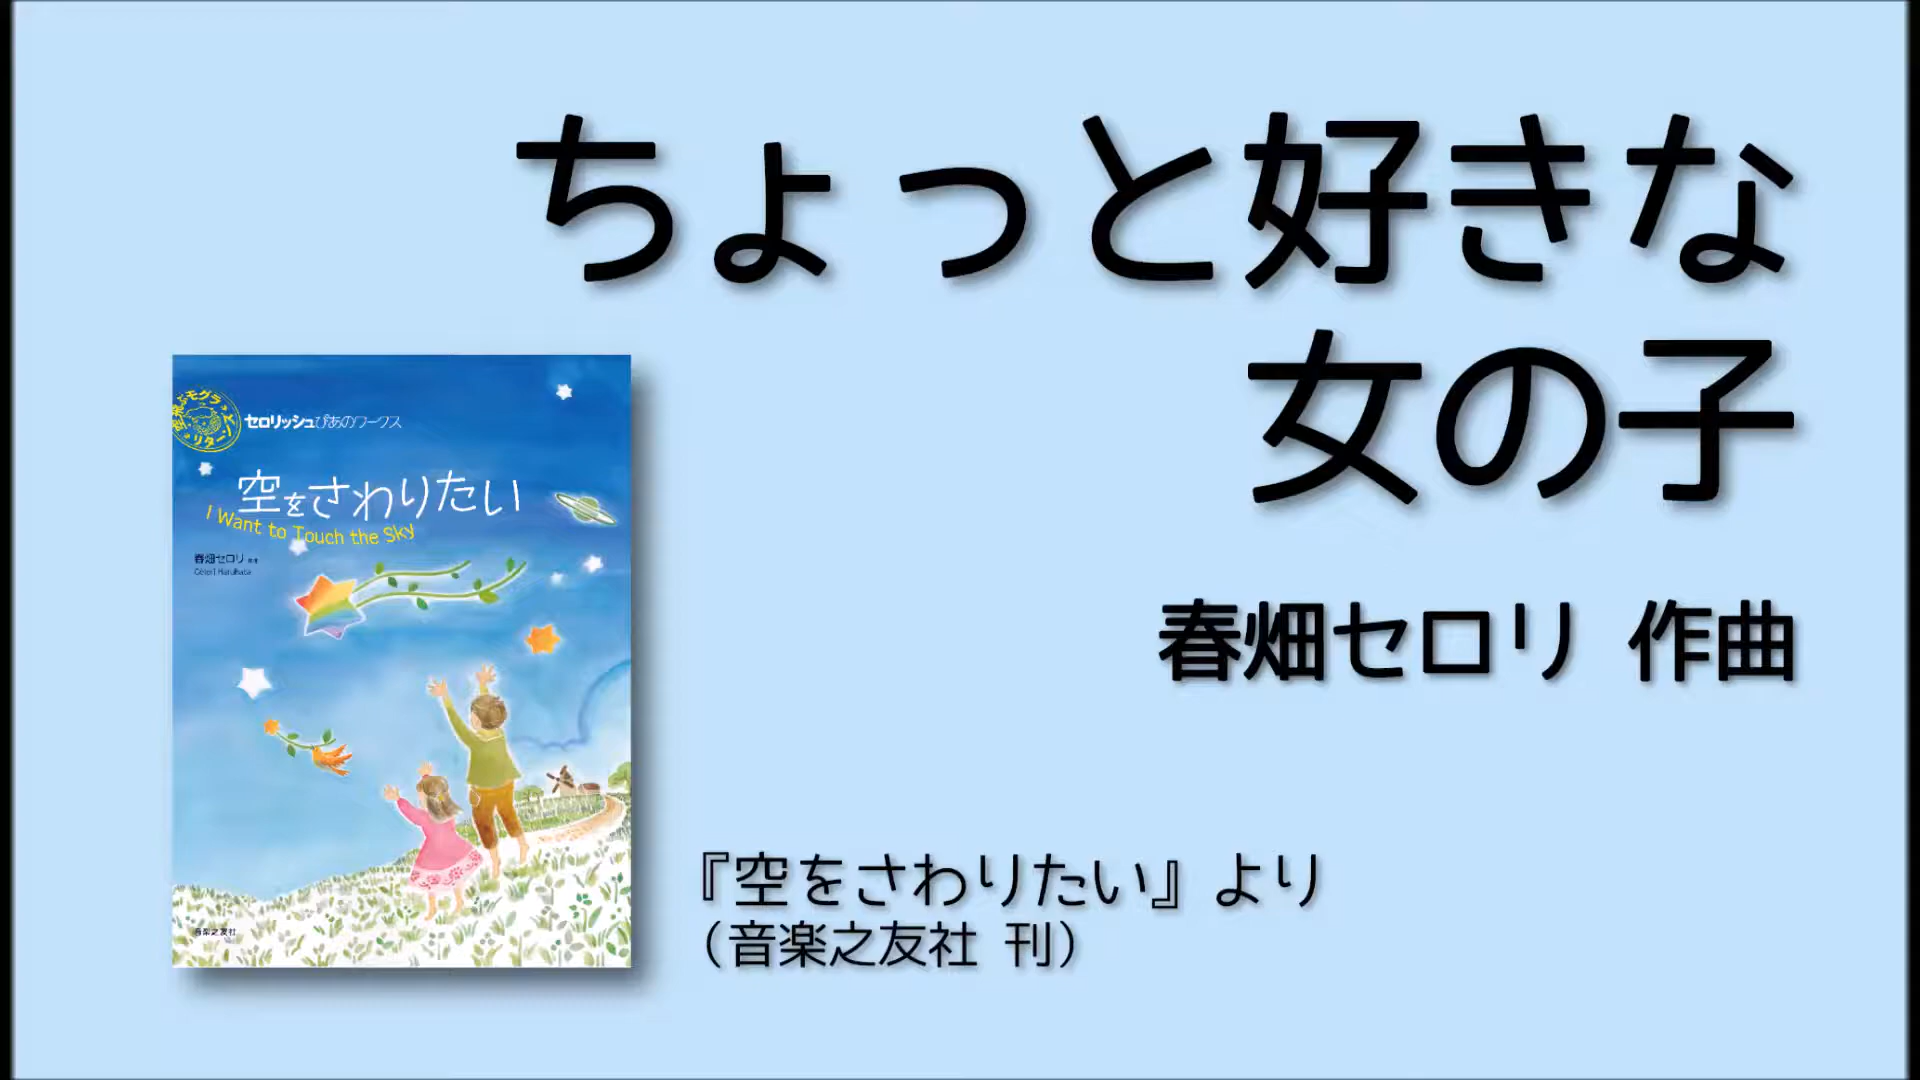 ちょっと好きな
女の子
春畑セロリ 作曲
セロリッシュぴあのワークス
空をさわりたい
I Want to Touch the Sky
春畑セロリ
Celeri Haruhata
音楽之友社
『空をさわりたい』より
（音楽之友社 刊）